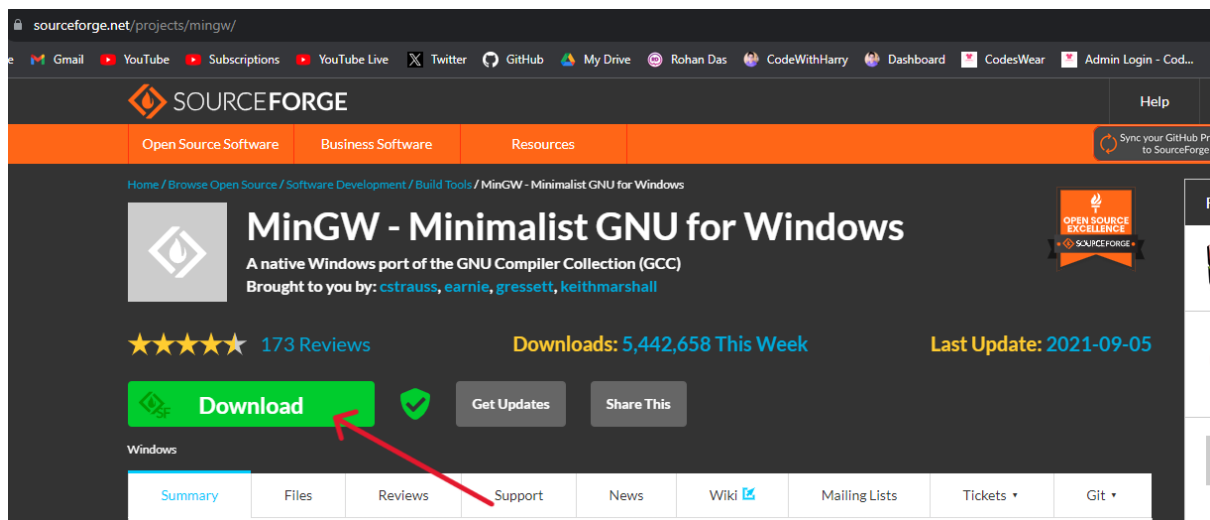 sourceforge.net/projects/mingw/
Gmail YouTube Subscriptions YouTube Live Twitter GitHub My Drive Rohan Das CodeWithHarry Dashboard CodesWear Admin Login - Cod...
SOURCEFORGE
Help
Open Source Software Business Software Resources
Sync your GitHub Pr
to SourceForge
Home / Browse Open Source / Software Development / Build Tools / MinGW - Minimalist GNU for Windows
MinGW - Minimalist GNU for Windows
A native Windows port of the GNU Compiler Collection (GCC)
Brought to you by: cstrauss, earnie, gressett, keithmarshall
OPEN SOURCE
EXCELLENCE
SOURCEFORGE
173 Reviews Downloads: 5,442,658 This Week Last Update: 2021-09-05
SF Download Get Updates Share This
Windows
Summary Files Reviews Support News Wiki Mailing Lists Tickets Git